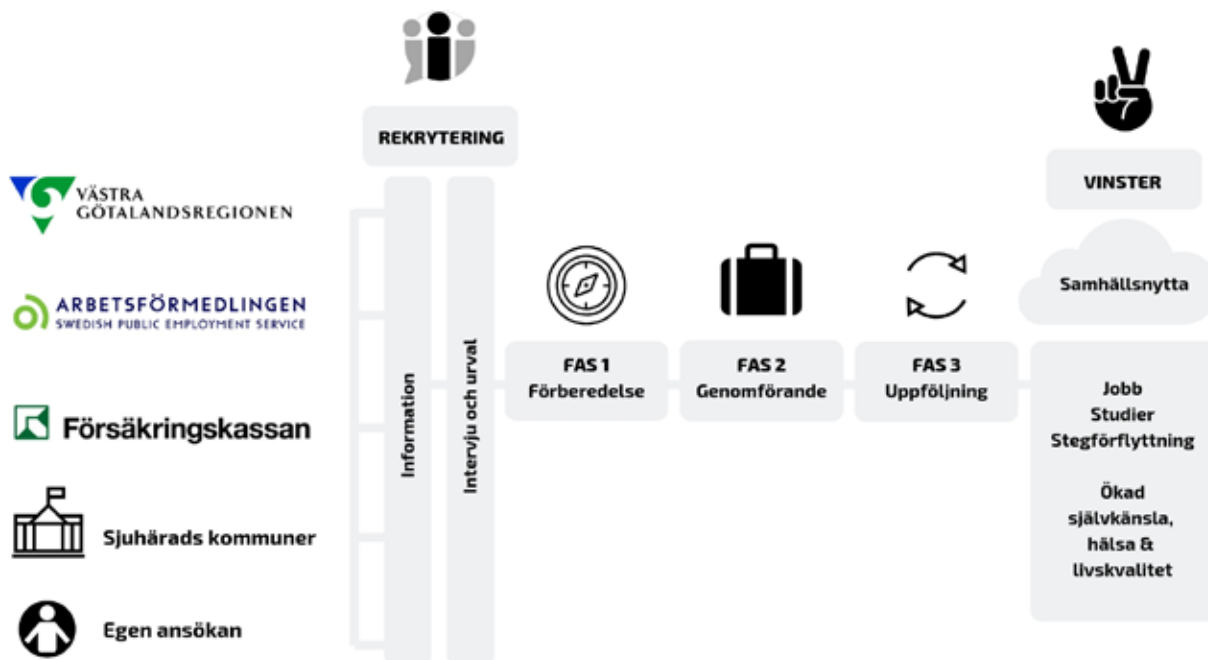 REKRYTERING
VÄSTRA
GÖTALANDSREGIONEN
ARBETSFÖRMEDLINGEN
SWEDISH PUBLIC EMPLOYMENT SERVICE
Försäkringskassan
Sjuhärads kommuner
Egen ansökan
Information
Intervju och urval
FAS 1
Förberedelse
FAS 2
Genomförande
FAS 3
Uppföljning
VINSTER
Samhällsnytta
Jobb
Studier
Stegförflyttning
Ökad
självkänsla,
hälsa &
livskvalitet